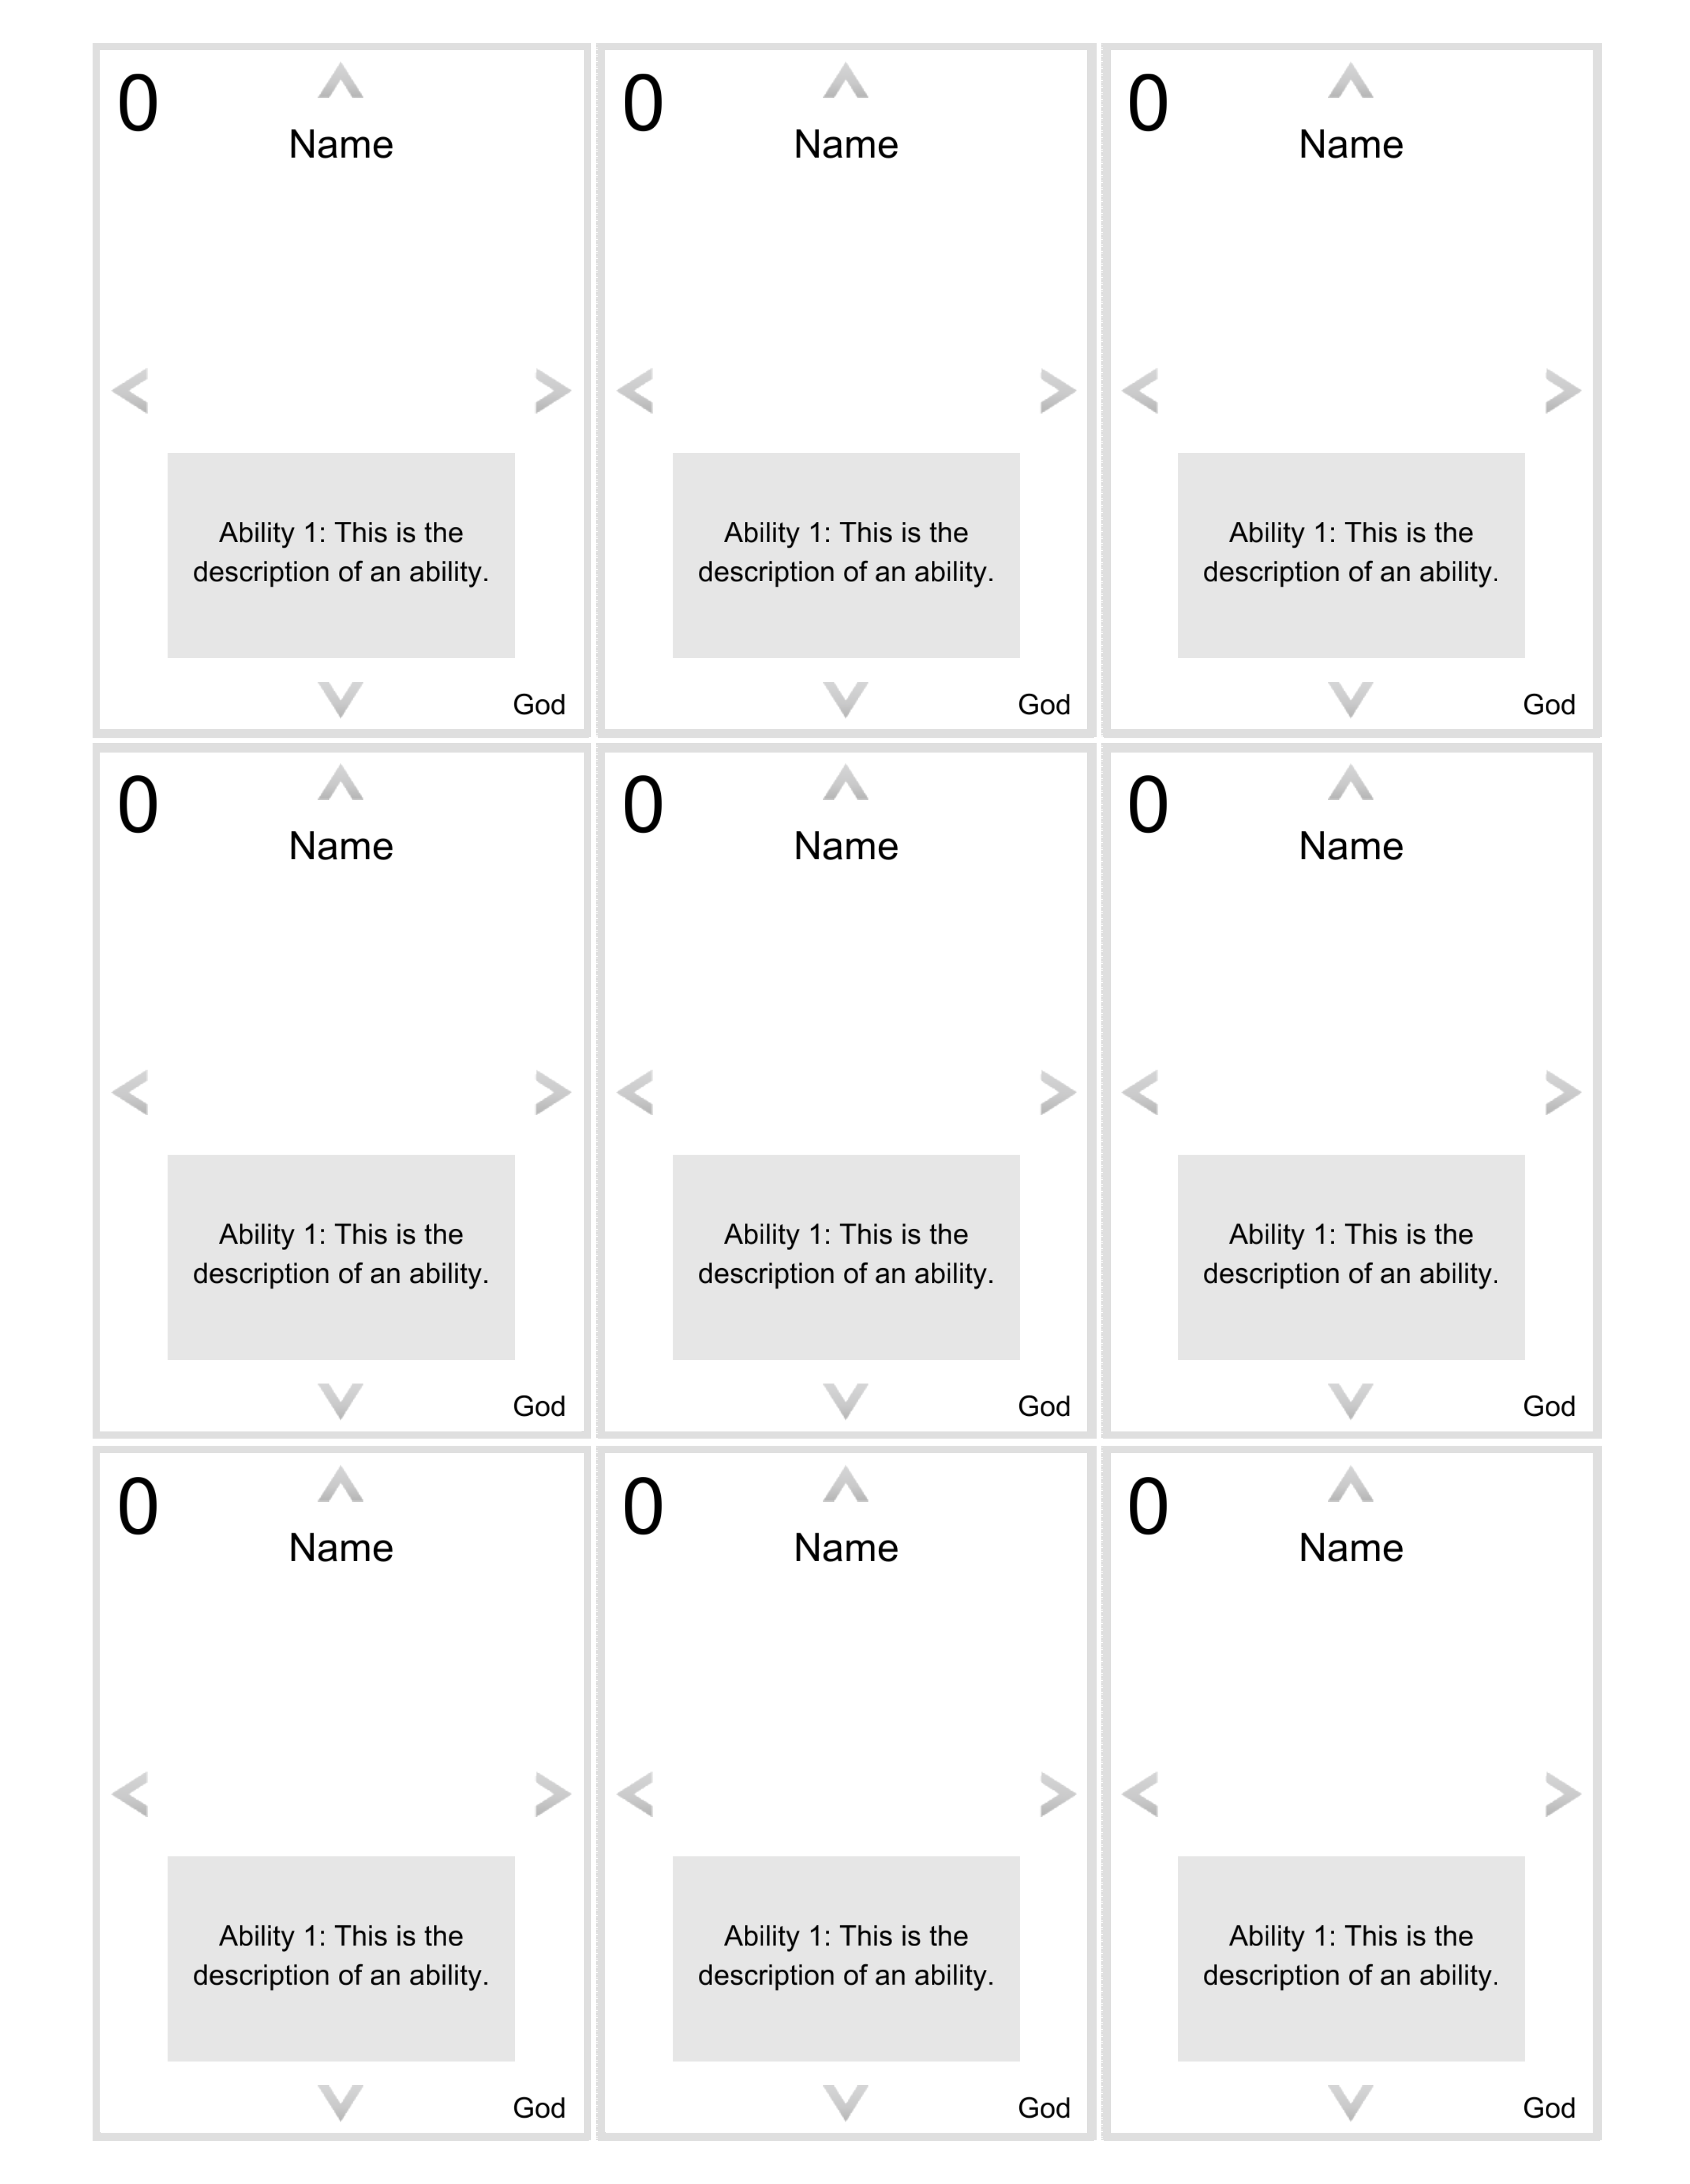 0
Name
Ability 1: This is the
description of an ability.
God
0
Name
Ability 1: This is the
description of an ability.
God
0
Name
Ability 1: This is the
description of an ability.
God
0
Name
Ability 1: This is the
description of an ability.
God
0
Name
Ability 1: This is the
description of an ability.
God
0
Name
Ability 1: This is the
description of an ability.
God
0
Name
Ability 1: This is the
description of an ability.
God
0
Name
Ability 1: This is the
description of an ability.
God
0
Name
Ability 1: This is the
description of an ability.
God